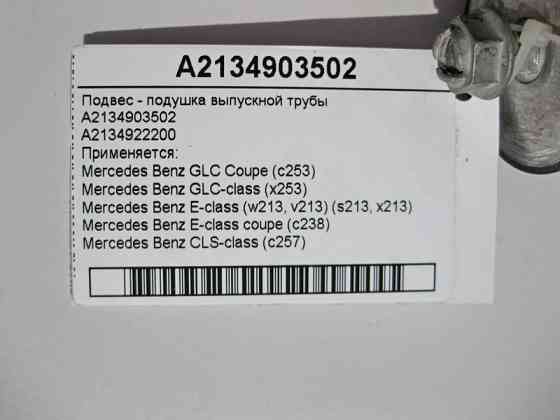 A2134903502
Подвес - подушка выпускной трубы
A2134903502
A2134922200
Применяется:
Mercedes Benz GLC Coupe (c253)
Mercedes Benz GLC-class (x253)
Mercedes Benz E-class (w213, v213) (s213, x213)
Mercedes Benz E-class coupe (c238)
Mercedes Benz CLS-class (c257)